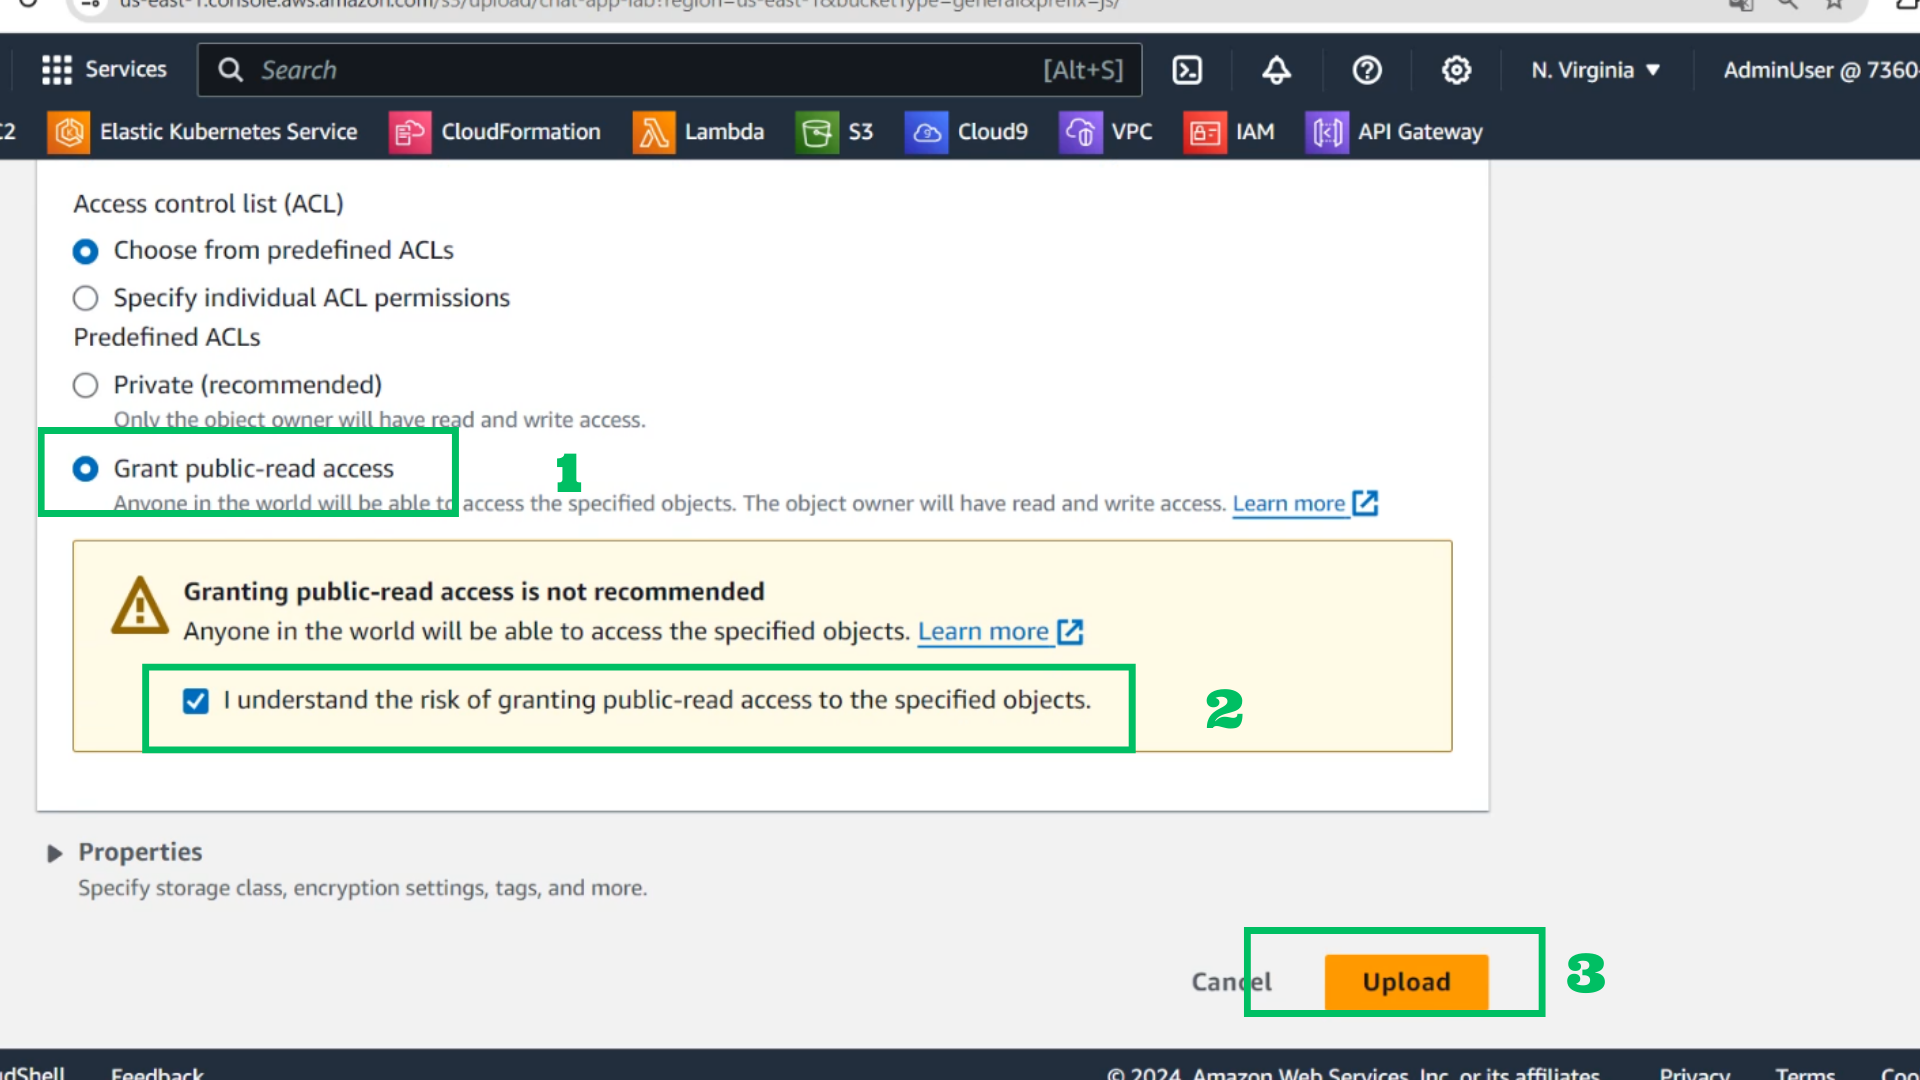 us-east-1.console.aws.amazon.com/s3/upload/chat-app-lab?region=us-east-1&bucketType=general&prefix=js/
Services
Search
[Alt+S]
N. Virginia
AdminUser @ 7360
C2
Elastic Kubernetes Service
CloudFormation
Lambda
S3
Cloud9
VPC
IAM
API Gateway
Access control list (ACL)
Choose from predefined ACLs
Specify individual ACL permissions
Predefined ACLs
Private (recommended)
Only the object owner will have read and write access.
Grant public-read access
1
Anyone in the world will be able to access the specified objects. The object owner will have read and write access. Learn more
Granting public-read access is not recommended
Anyone in the world will be able to access the specified objects. Learn more
I understand the risk of granting public-read access to the specified objects.
2
Properties
Specify storage class, encryption settings, tags, and more.
Cancel
Upload
3
udShell
Feedback
© 2024, Amazon Web Services, Inc. or its affiliates.
Privacy
Terms
Coo